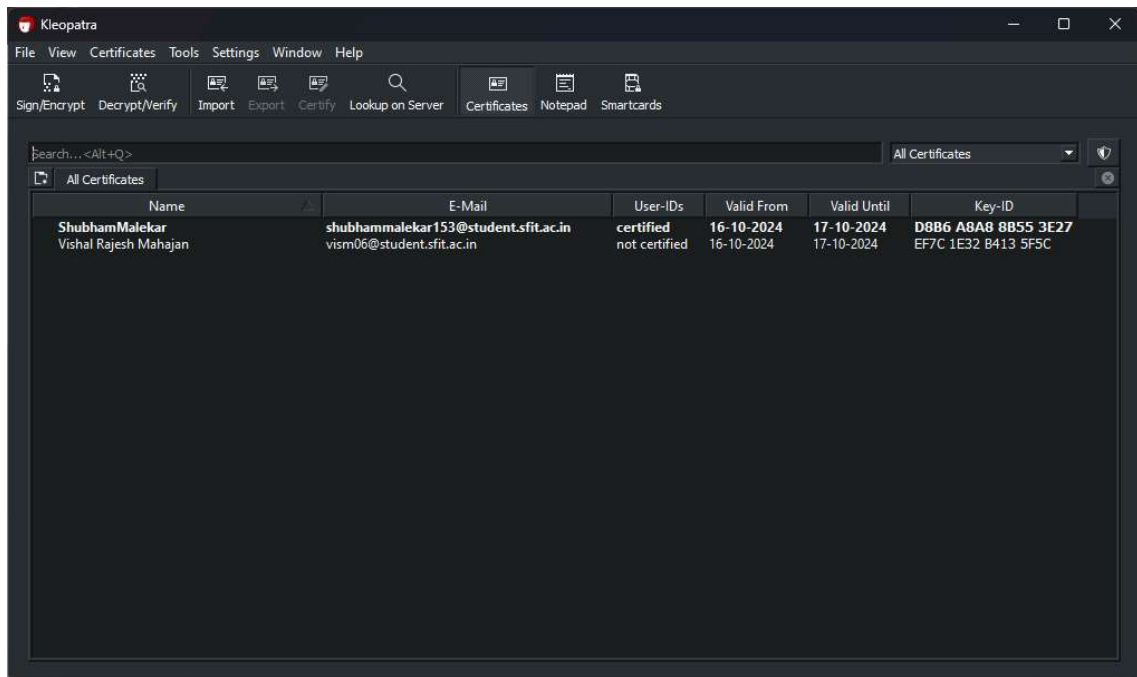 Kleopatra
File View Certificates Tools Settings Window Help
Sign/Encrypt Decrypt/Verify Import Export Certify Lookup on Server Certificates Notepad Smartcards
Search...<Alt+Q> All Certificates
All Certificates
Name E-Mail User-IDs Valid From Valid Until Key-ID
ShubhamMalekar shubhammalekar153@student.sfit.ac.in certified 16-10-2024 17-10-2024 D8B6 A8A8 8B55 3E27
Vishal Rajesh Mahajan vism06@student.sfit.ac.in not certified 16-10-2024 17-10-2024 EF7C 1E32 B413 5F5C